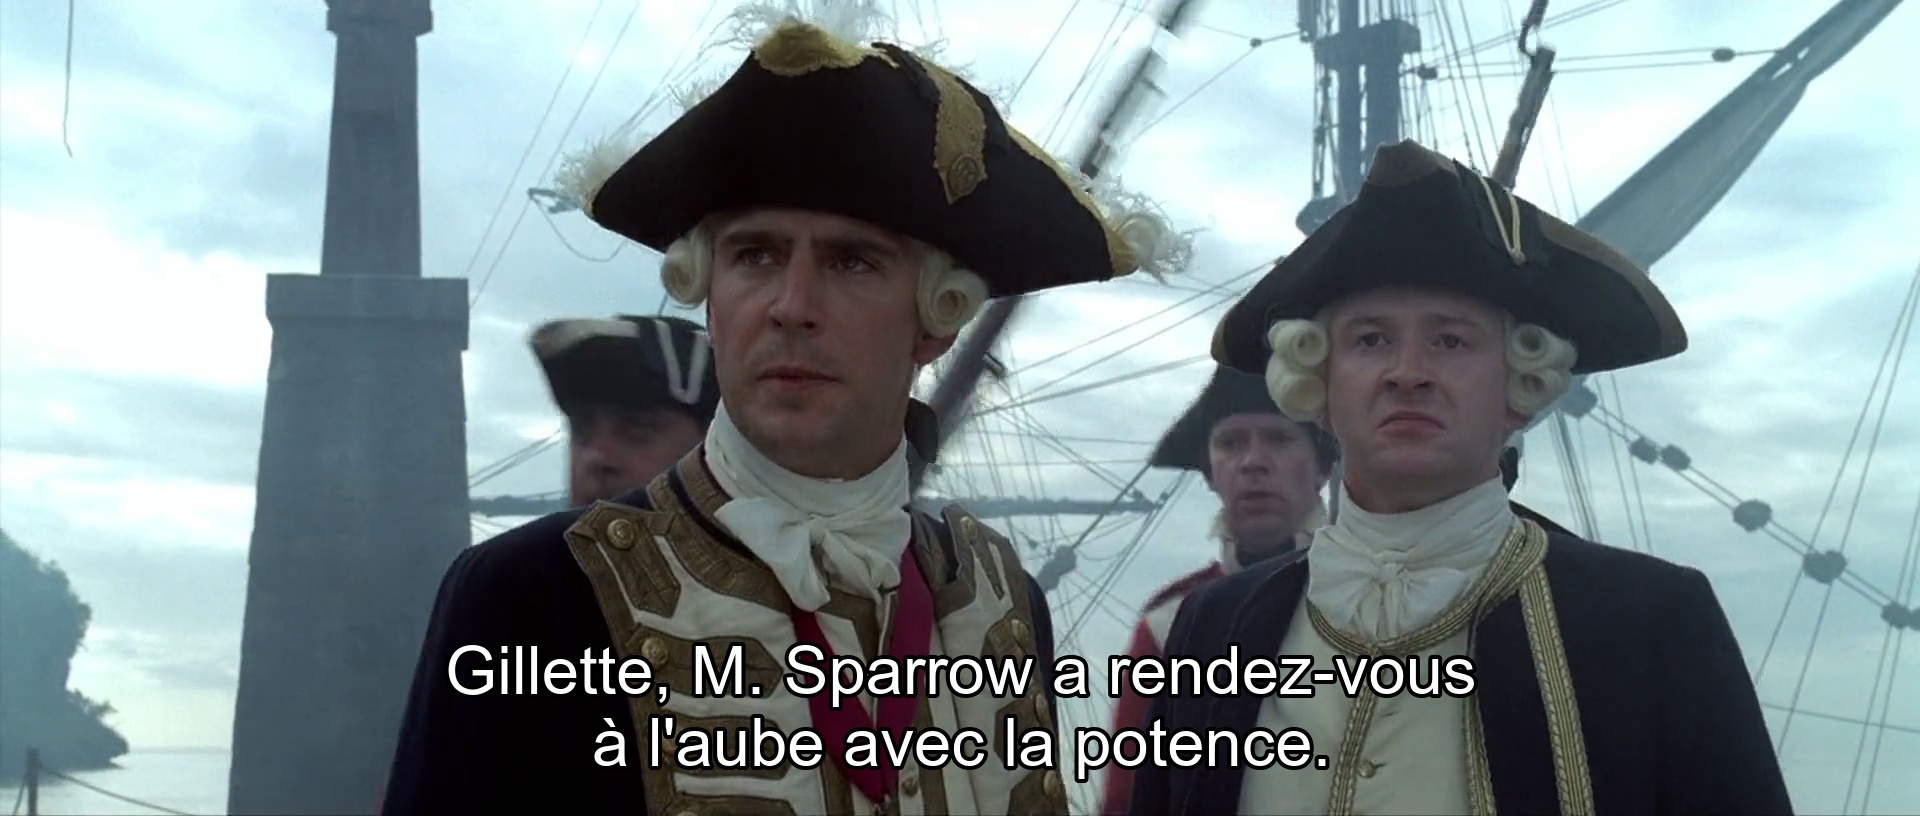 Gillette, M. Sparrow a rendez-vous
à l'aube avec la potence.